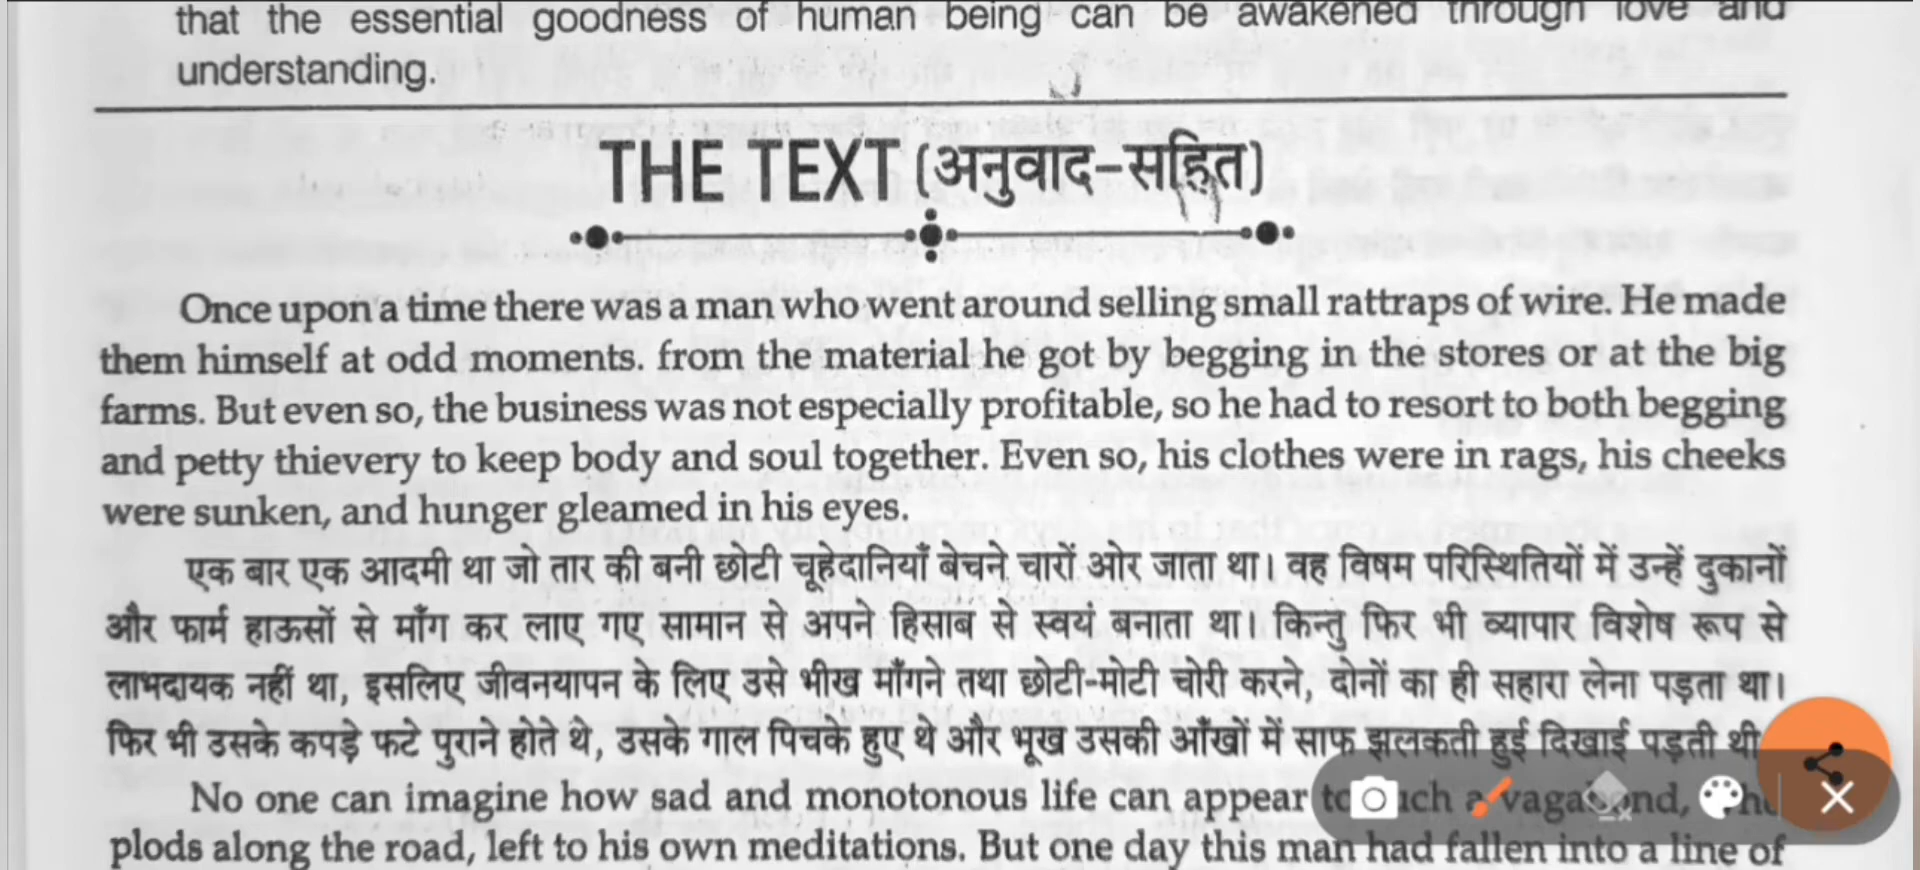 that the essential goodness of human being can be awakened through love and
understanding.
THE TEXT (अनुवाद-सहित)
Once upon a time there was a man who went around selling small rattraps of wire. He made
them himself at odd moments. from the material he got by begging in the stores or at the big
farms. But even so, the business was not especially profitable, so he had to resort to both begging
and petty thievery to keep body and soul together. Even so, his clothes were in rags, his cheeks
were sunken, and hunger gleamed in his eyes.
एक बार एक आदमी था जो तार की बनी छोटी चूहेदानियाँ बेचने चारों ओर जाता था। वह विषम परिस्थितियों में उन्हें दुकानों
और फार्म हाऊसों से माँग कर लाए गए सामान से अपने हिसाब से स्वयं बनाता था। किन्तु फिर भी व्यापार विशेष रूप से
लाभदायक नहीं था, इसलिए जीवनयापन के लिए उसे भीख माँगने तथा छोटी-मोटी चोरी करने, दोनों का ही सहारा लेना पड़ता था।
फिर भी उसके कपड़े फटे पुराने होते थे, उसके गाल पिचके हुए थे और भूख उसकी आँखों में साफ झलकती हुई दिखाई पड़ती थी
No one can imagine how sad and monotonous life can appear to
plods along the road, left to his own meditations. But one day this man had fallen into a line of